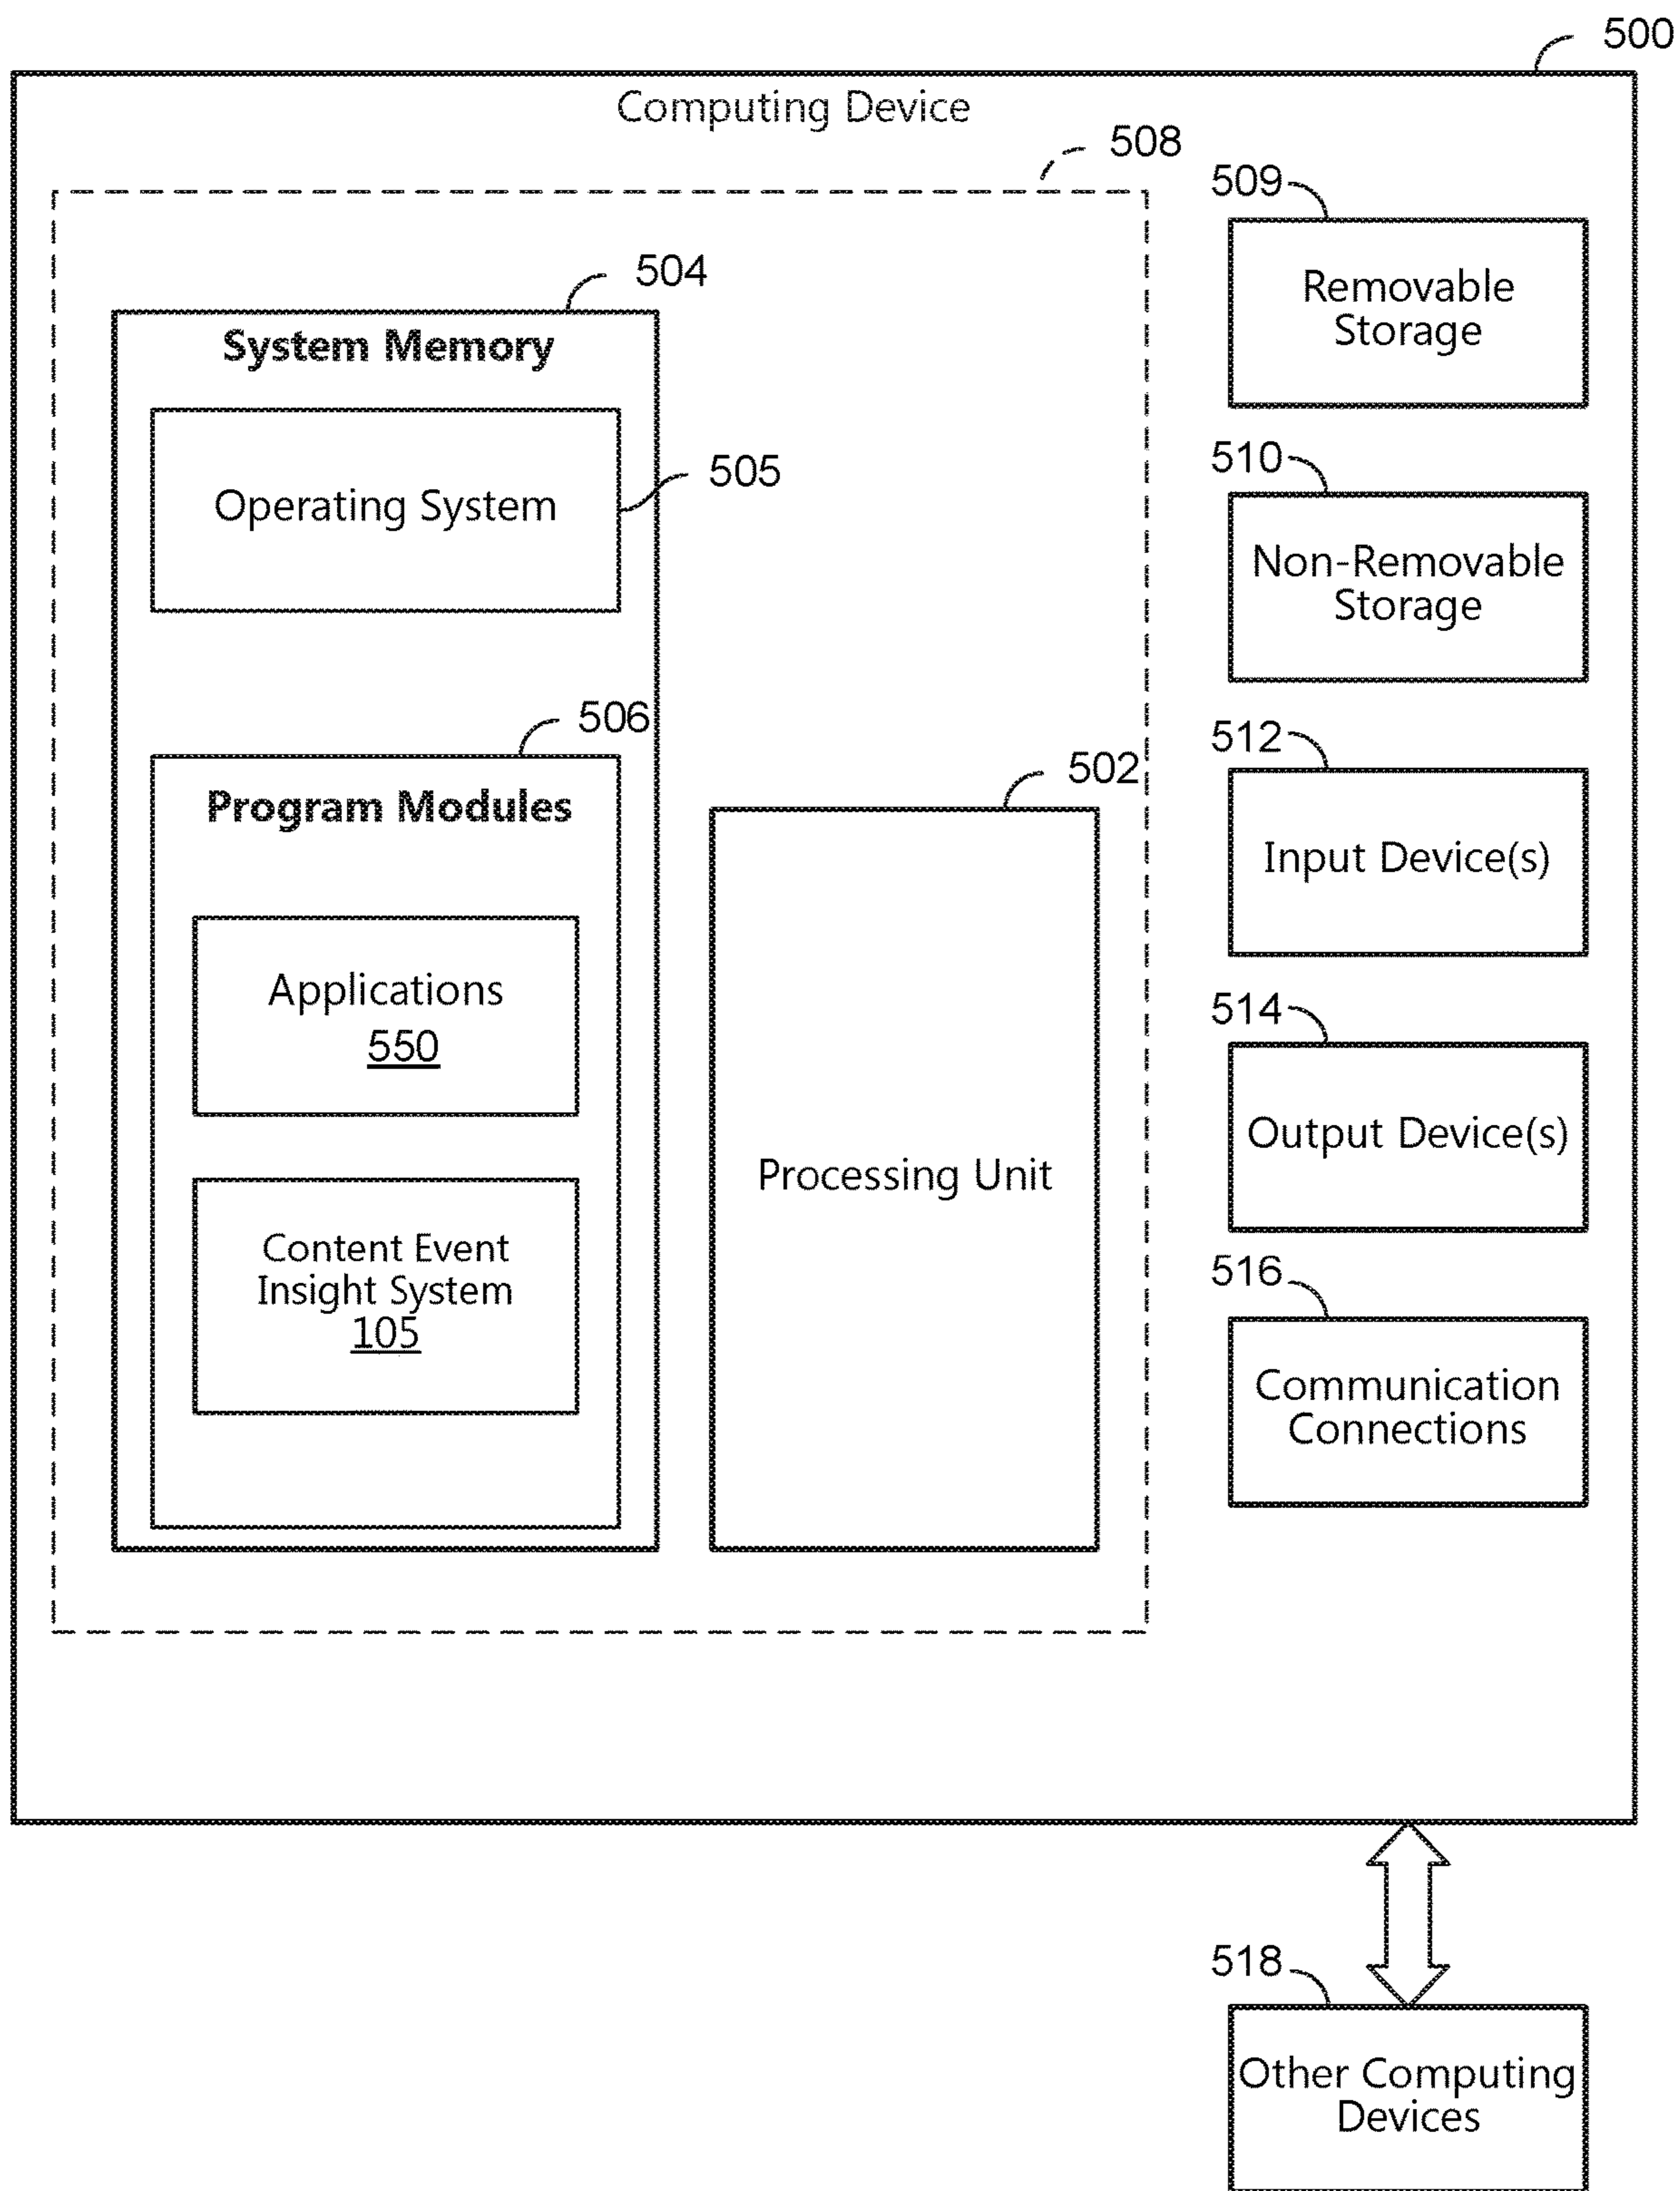 500
Computing Device
508
509
Removable
Storage
504
System Memory
Operating System
505
510
Non-Removable
Storage
506
Program Modules
502
512
Input Device(s)
Applications
550
514
Output Device(s)
Processing Unit
Content Event
Insight System
105
516
Communication
Connections
518
Other Computing
Devices